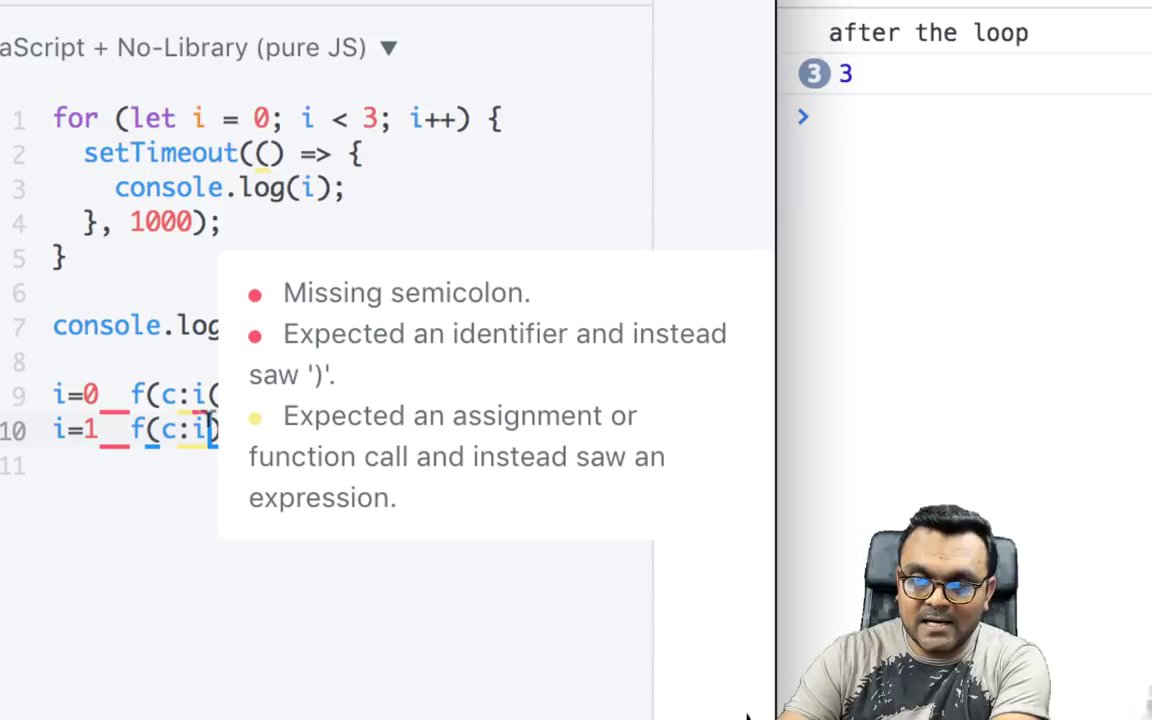 aScript + No-Library (pure JS) ▼
1 for (let i = 0; i < 3; i++) {
2 setTimeout(() => {
3 console.log(i);
4 }, 1000);
5 }
6
7 console.log
8
9 i=0 f(c:i(
10 i=1 f(c:i)
11
Missing semicolon.
Expected an identifier and instead
saw ')'.
Expected an assignment or
function call and instead saw an
expression.
after the loop
3 3
>